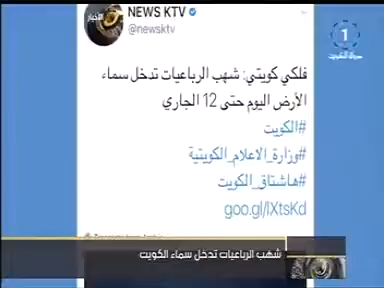 الأخبار
NEWS KTV
@newsktv
1
فلكي كويتي: شهب الرباعيات تدخل سماء
الأرض اليوم حتى 12 الجاري
#الكويت
#وزارة_الاعلام_الكويتية
#هاشتاق_الكويت
goo.gl/lXtsKd
شهب الرباعيات تدخل سماء الكويت